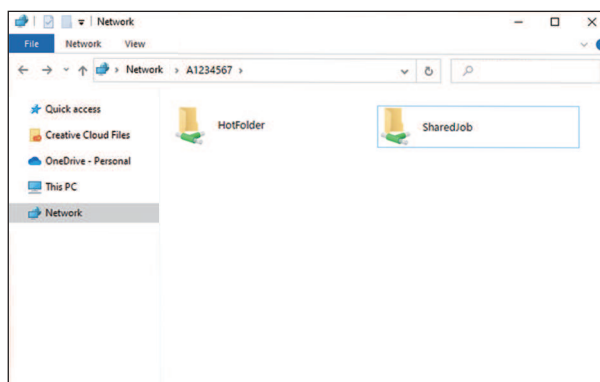 Network
File Network View
Network > A1234567 >
Quick access
Creative Cloud Files
OneDrive - Personal
This PC
Network
HotFolder
SharedJob